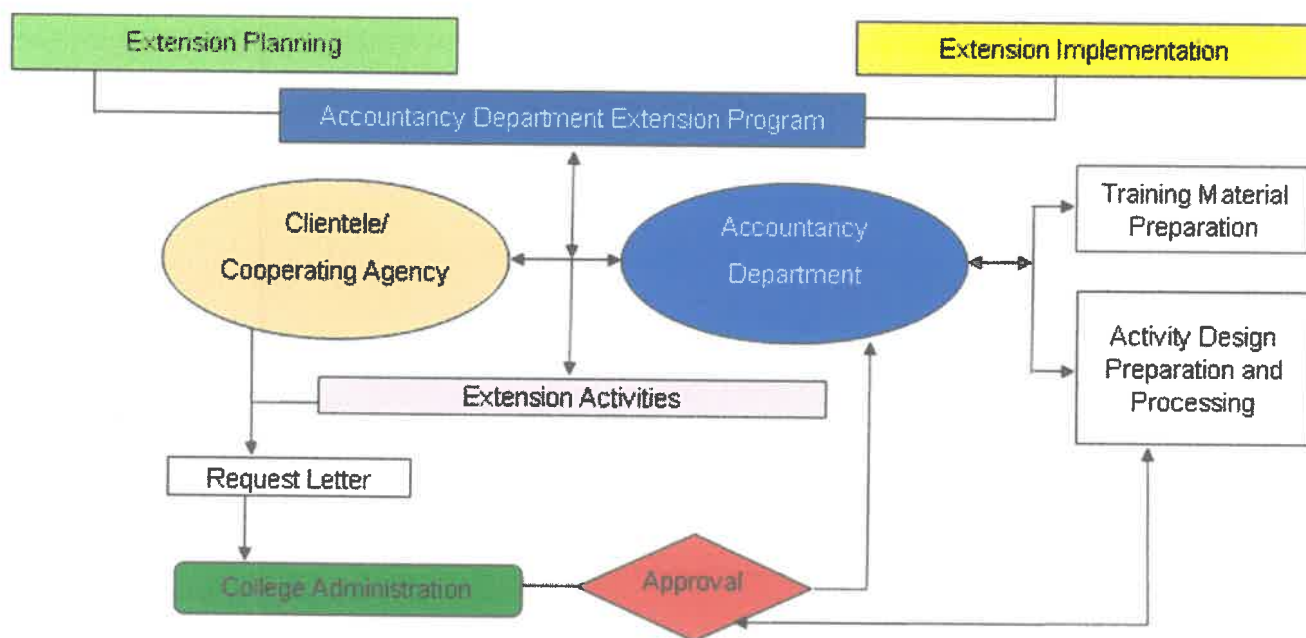 Extension Planning
Extension Implementation
Accountancy Department Extension Program
Clientele/
Cooperating Agency
Accountancy
Department
Training Material
Preparation
Activity Design
Preparation and
Processing
Extension Activities
Request Letter
College Administration
Approval